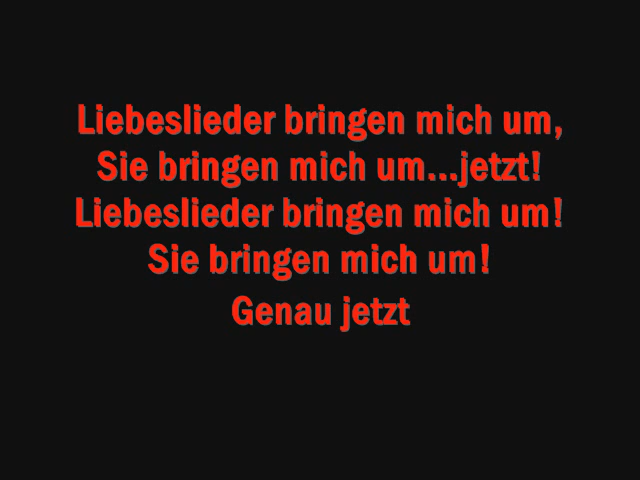 Liebeslieder bringen mich um,
Sie bringen mich um...jetzt!
Liebeslieder bringen mich um!
Sie bringen mich um!
Genau jetzt